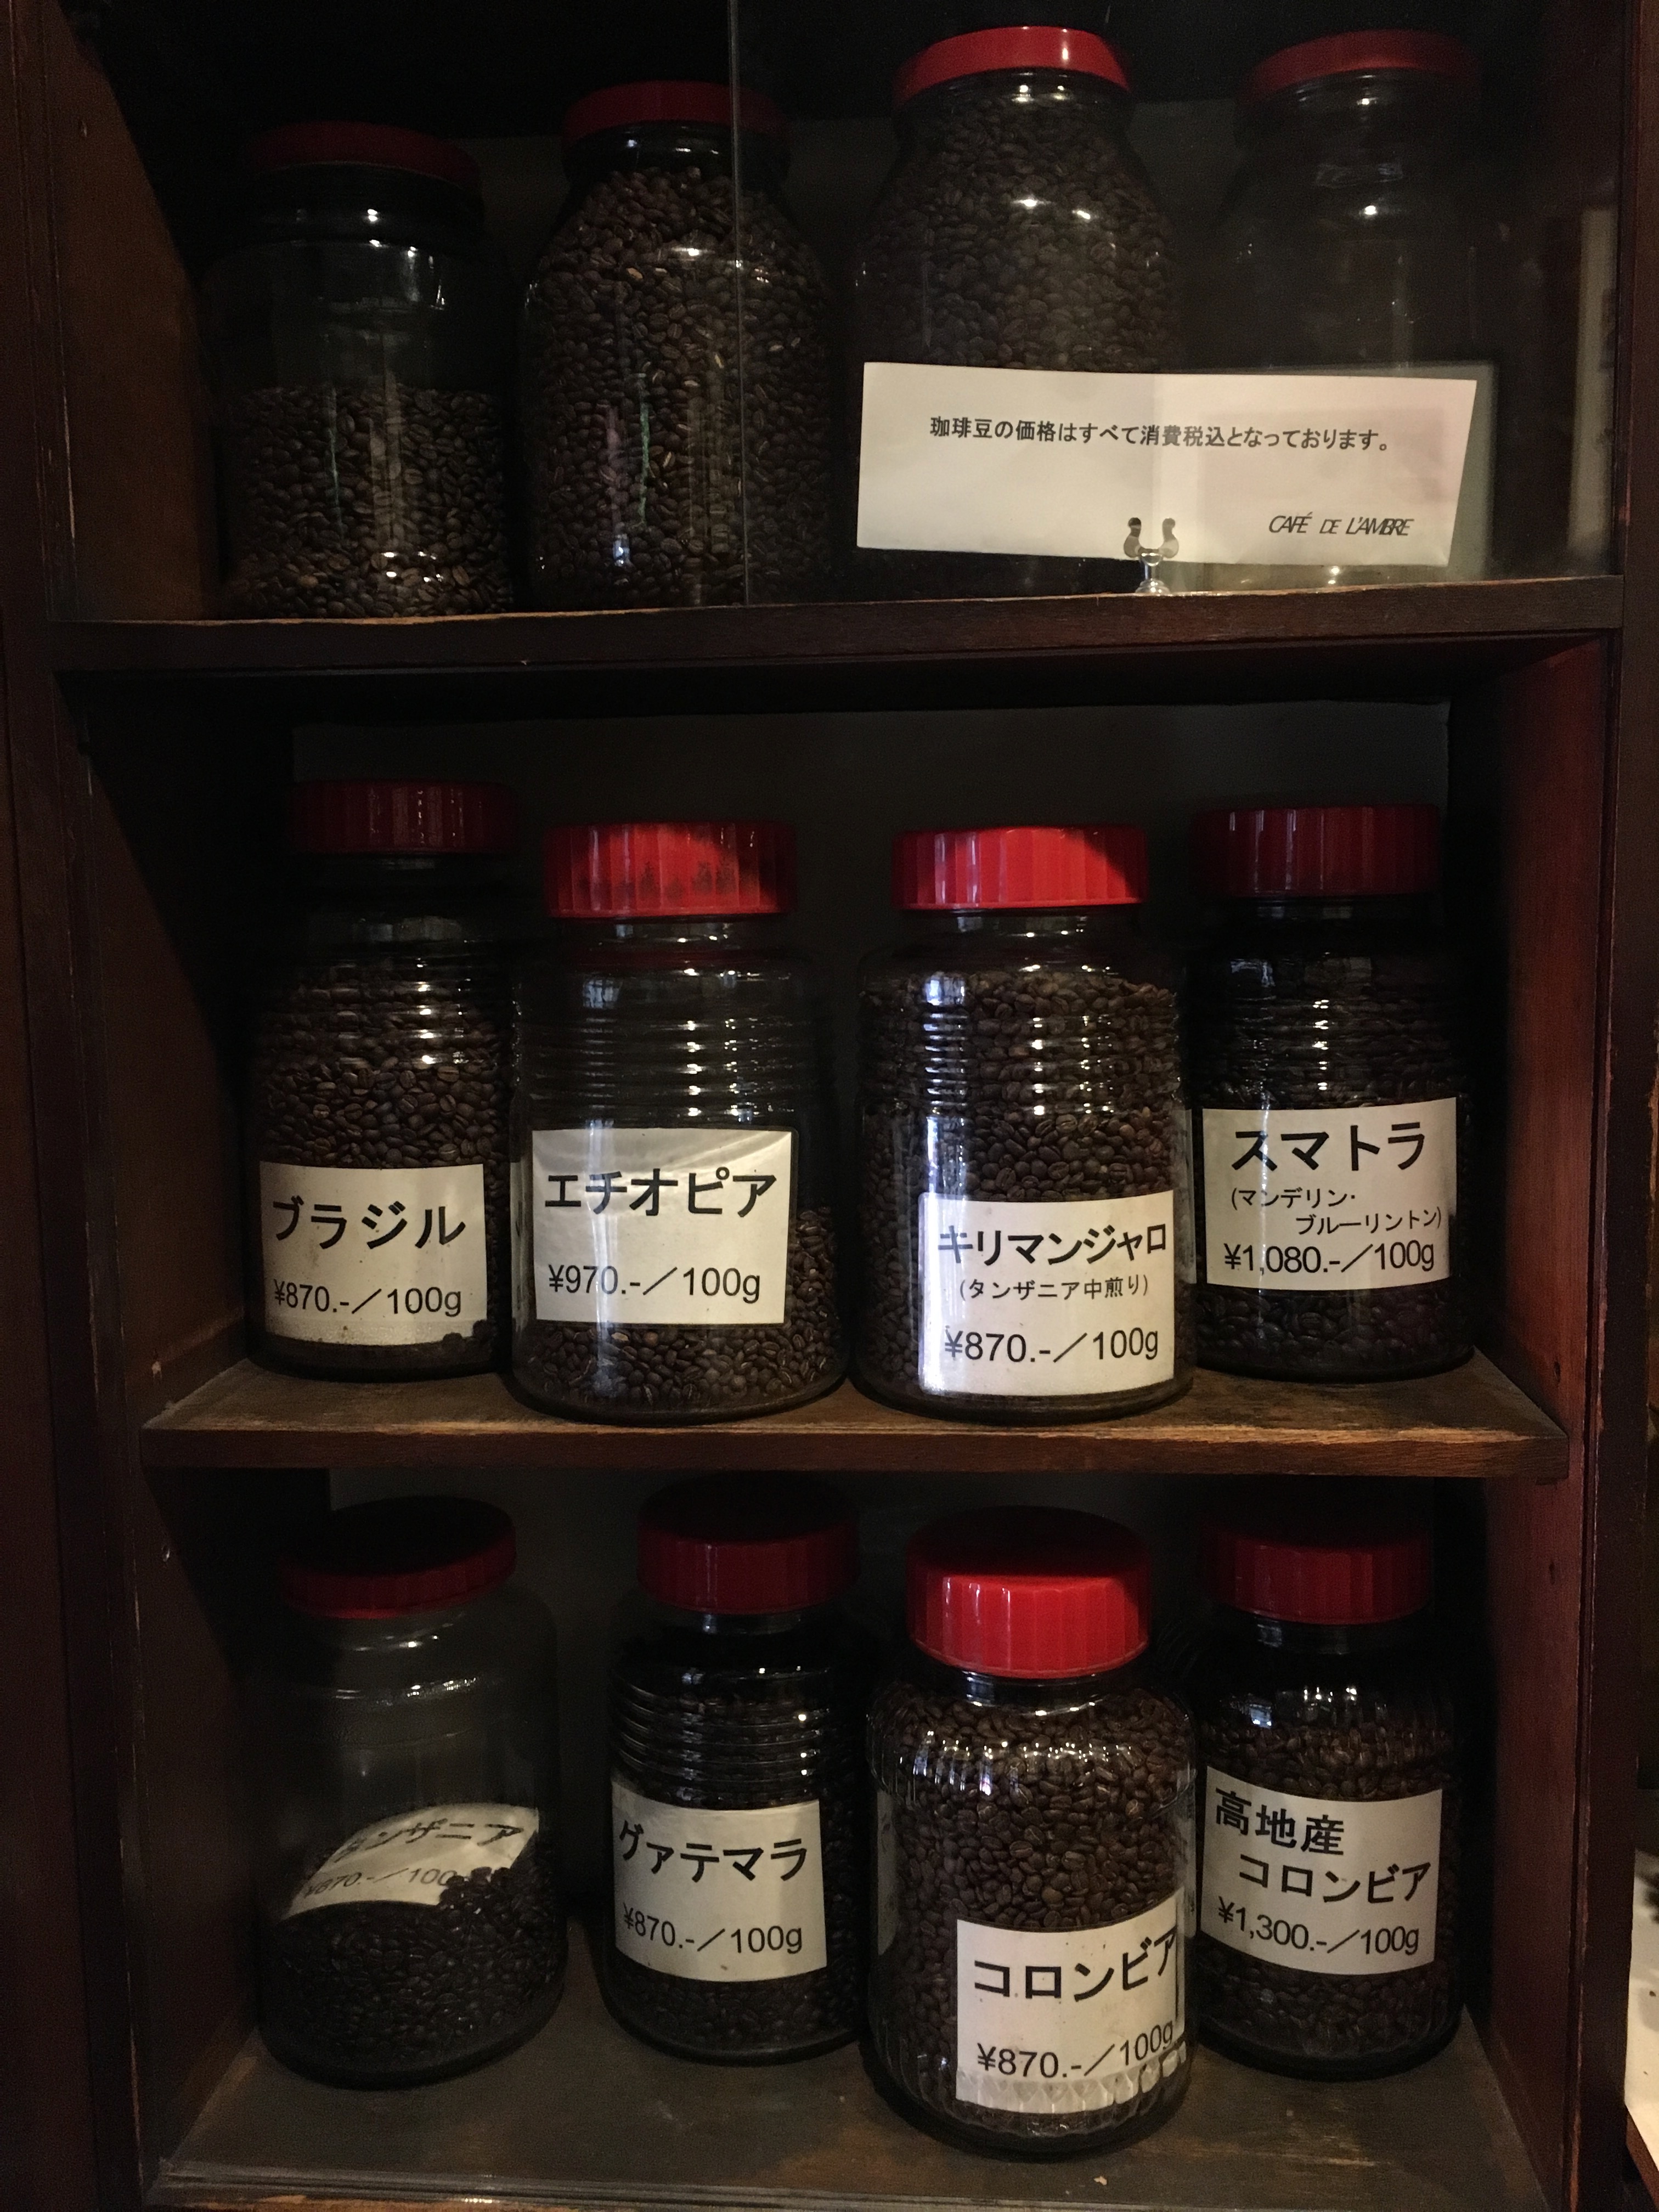 珈琲豆の価格はすべて消費税込となっております。
CAFÉ DE L'AMBRE
ブラジル
¥870.-／100g
エチオピア
¥970.-／100g
キリマンジャロ
(タンザニア中煎り)
¥870.-／100g
スマトラ
(マンデリン・
ブルーリントン)
¥1,080.-／100g
タンザニア
¥870.-／100
グァテマラ
¥870.-／100g
コロンビア
¥870.-／100g
高地産
コロンビア
¥1,300.-／100g